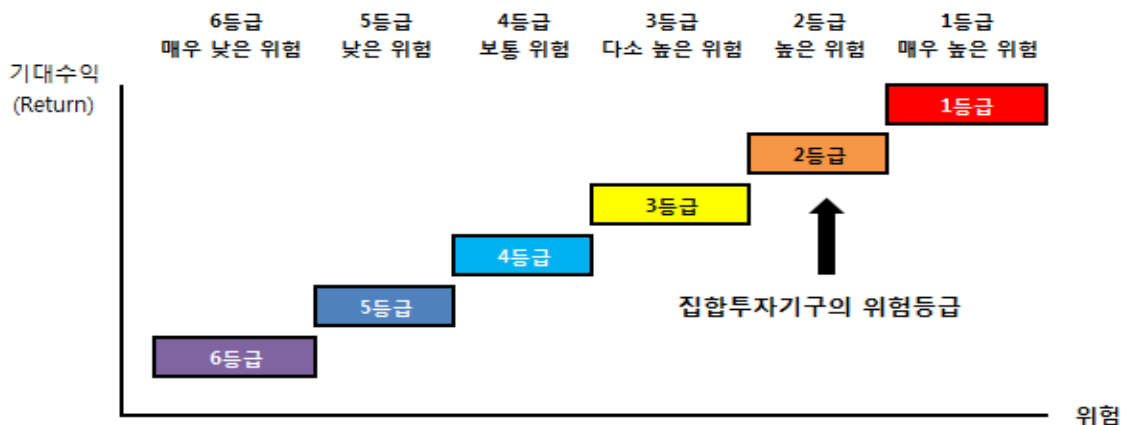 6등급 5등급 4등급 3등급 2등급 1등급
매우 낮은 위험 낮은 위험 보통 위험 다소 높은 위험 높은 위험 매우 높은 위험
기대수익
(Return)
1등급
2등급
3등급
4등급
5등급
6등급
집합투자기구의 위험등급
위험